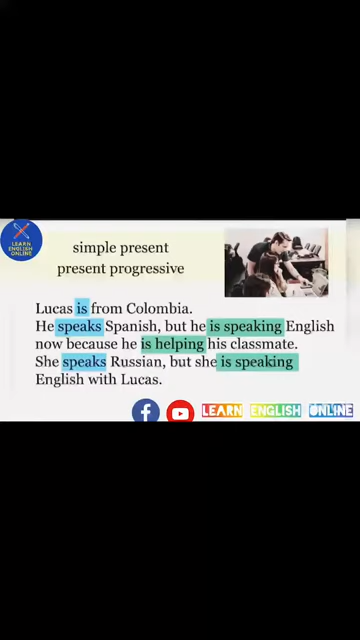 LEARN
ENGLISH
ONLINE
simple present
present progressive
Lucas is from Colombia.
He speaks Spanish, but he is speaking English
now because he is helping his classmate.
She speaks Russian, but she is speaking
English with Lucas.
LEARN ENGLISH ONLINE